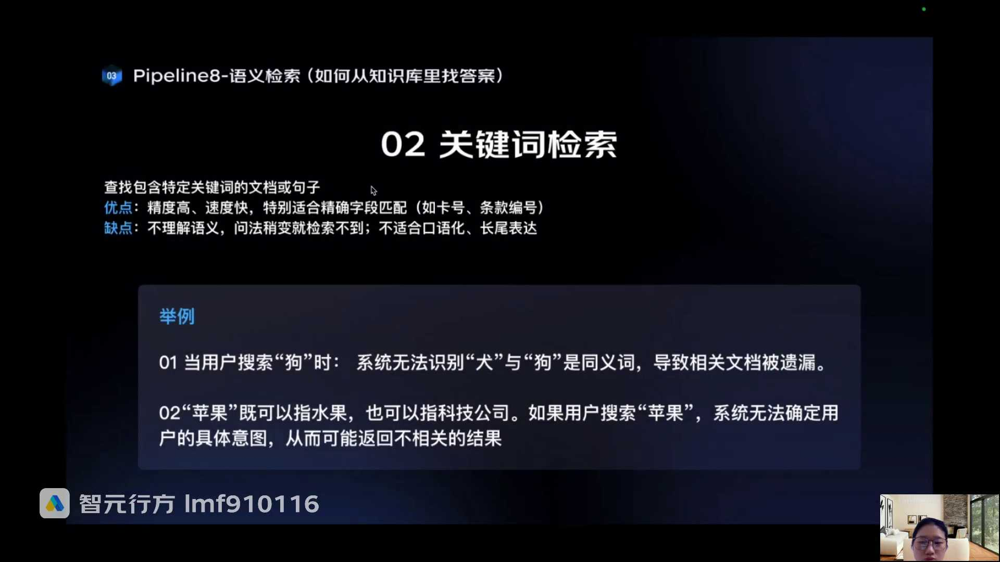 03 Pipeline8-语义检索（如何从知识库里找答案）
02 关键词检索
查找包含特定关键词的文档或句子
优点：精度高、速度快，特别适合精确字段匹配（如卡号、条款编号）
缺点：不理解语义，问法稍变就检索不到；不适合口语化、长尾表达
举例
01 当用户搜索“狗”时： 系统无法识别“犬”与“狗”是同义词，导致相关文档被遗漏。
02“苹果”既可以指水果，也可以指科技公司。如果用户搜索“苹果”，系统无法确定用
户的具体意图，从而可能返回不相关的结果
智元行方 lmf910116